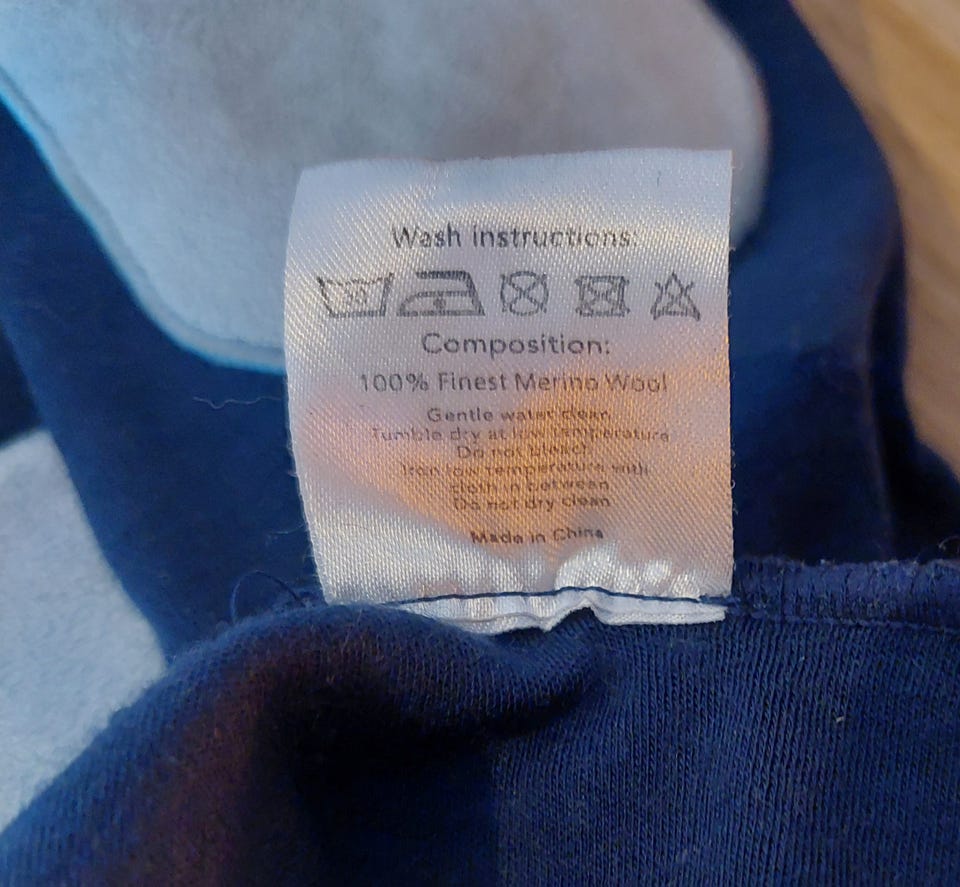 Wash instructions:
30
Composition:
100% Finest Merino Wool
Gentle water clean
Tumble dry at low temperature
Do not bleach
Iron low temperature with
cloth in between
Do not dry clean
Made in China